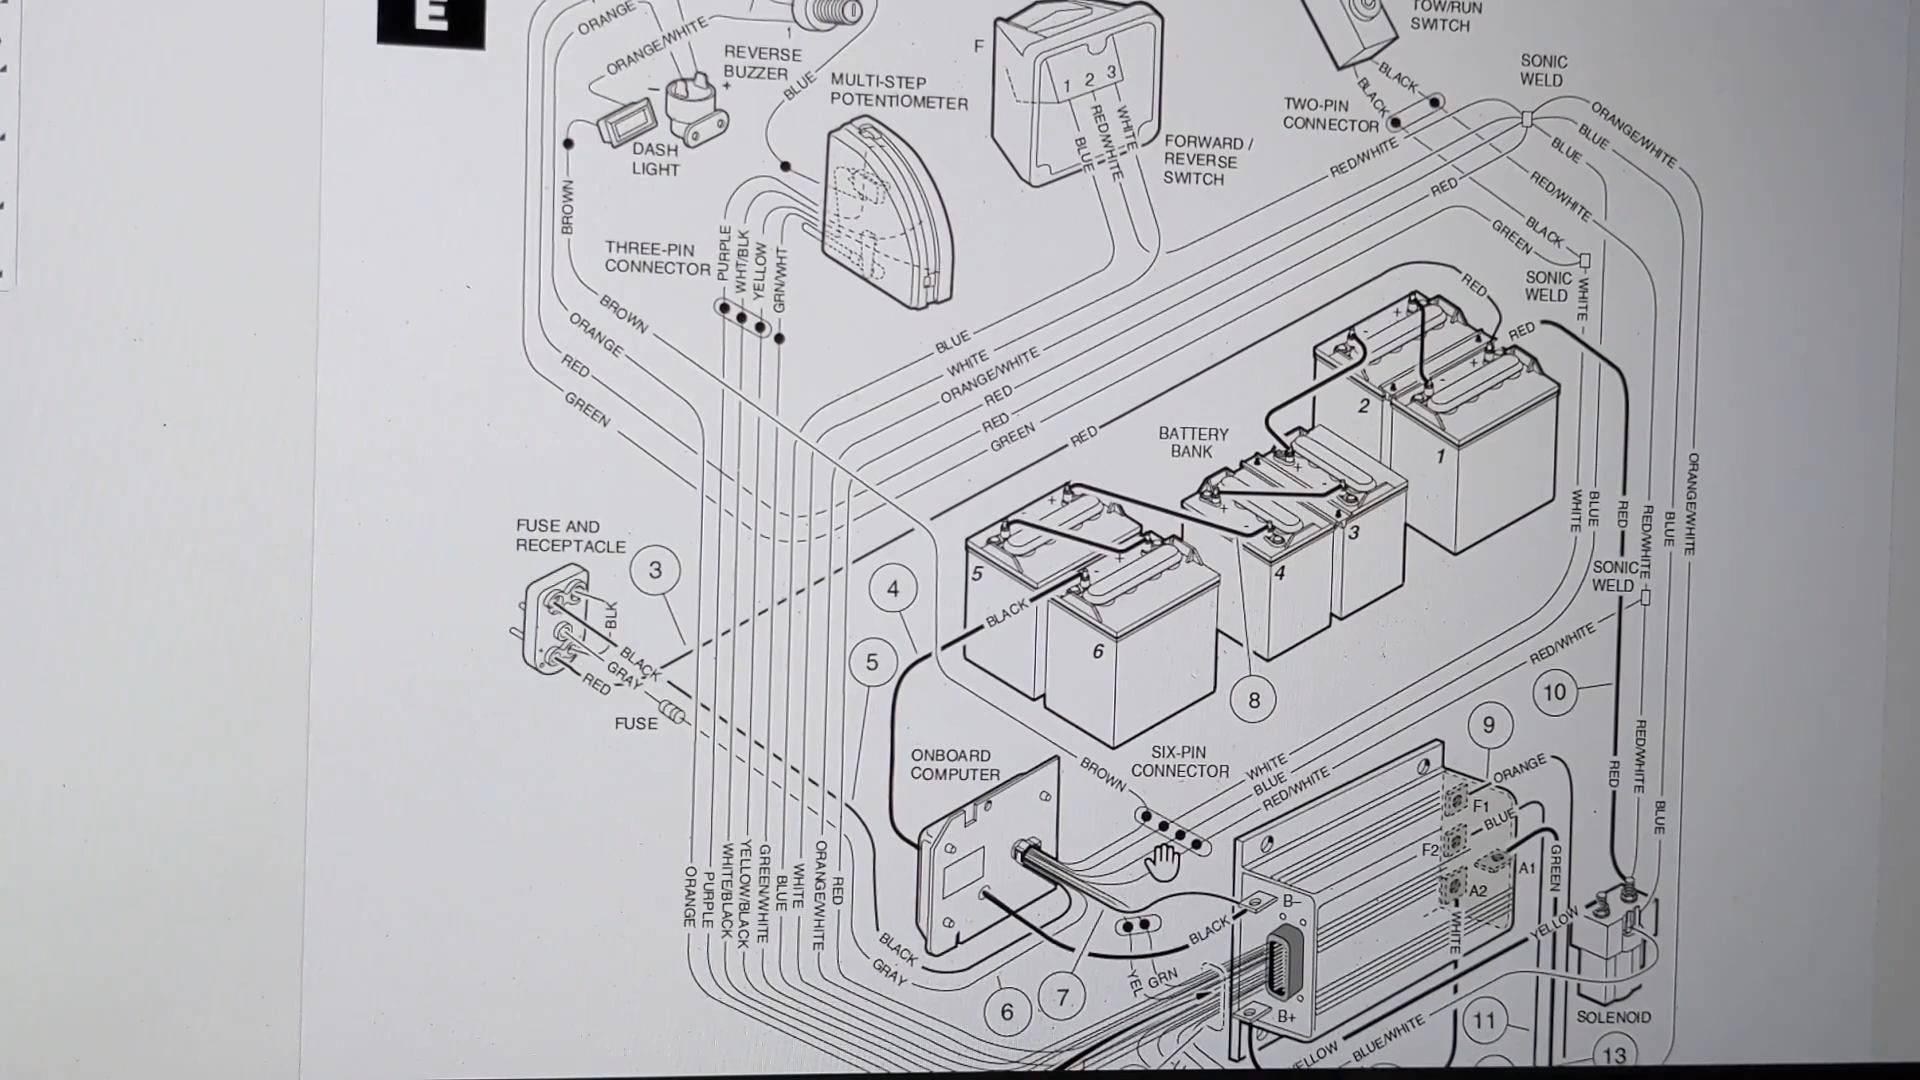 E
ORANGE
ORANGE/WHITE
REVERSE
BUZZER
1
+
−
DASH
LIGHT
BLUE
MULTI-STEP
POTENTIOMETER
F
1 2 3
BLUE
RED/WHITE
WHITE
FORWARD /
REVERSE
SWITCH
TOW/RUN
SWITCH
BLACK
BLACK
TWO-PIN
CONNECTOR
SONIC
WELD
ORANGE/WHITE
BLUE
BLUE
RED/WHITE
RED
RED/WHITE
BLACK
GREEN
SONIC
WELD
WHITE
BROWN
THREE-PIN
CONNECTOR
PURPLE
WHT/BLK
YELLOW
GRN/WHT
BROWN
ORANGE
RED
GREEN
BLUE
WHITE
ORANGE/WHITE
RED
RED
GREEN
RED
RED
RED
BATTERY
BANK
1
2
3
4
5
6
FUSE AND
RECEPTACLE
3
4
5
BLK
BLACK
GRAY
RED
FUSE
BLACK
8
WHITE
BLUE
RED
RED/WHITE
BLUE
ORANGE/WHITE
SONIC
WELD
RED/WHITE
10
9
ONBOARD
COMPUTER
BROWN
SIX-PIN
CONNECTOR
WHITE
BLUE
RED/WHITE
ORANGE
F1
BLUE
F2
A1
A2
GREEN
RED
RED/WHITE
BLUE
ORANGE
PURPLE
WHITE/BLACK
YELLOW/BLACK
GREEN/WHITE
BLUE
WHITE
ORANGE/WHITE
RED
BLACK
GRAY
B−
BLACK
YEL
GRN
6
7
B+
WHITE
YELLOW
SOLENOID
YELLOW
BLUE/WHITE
11
13